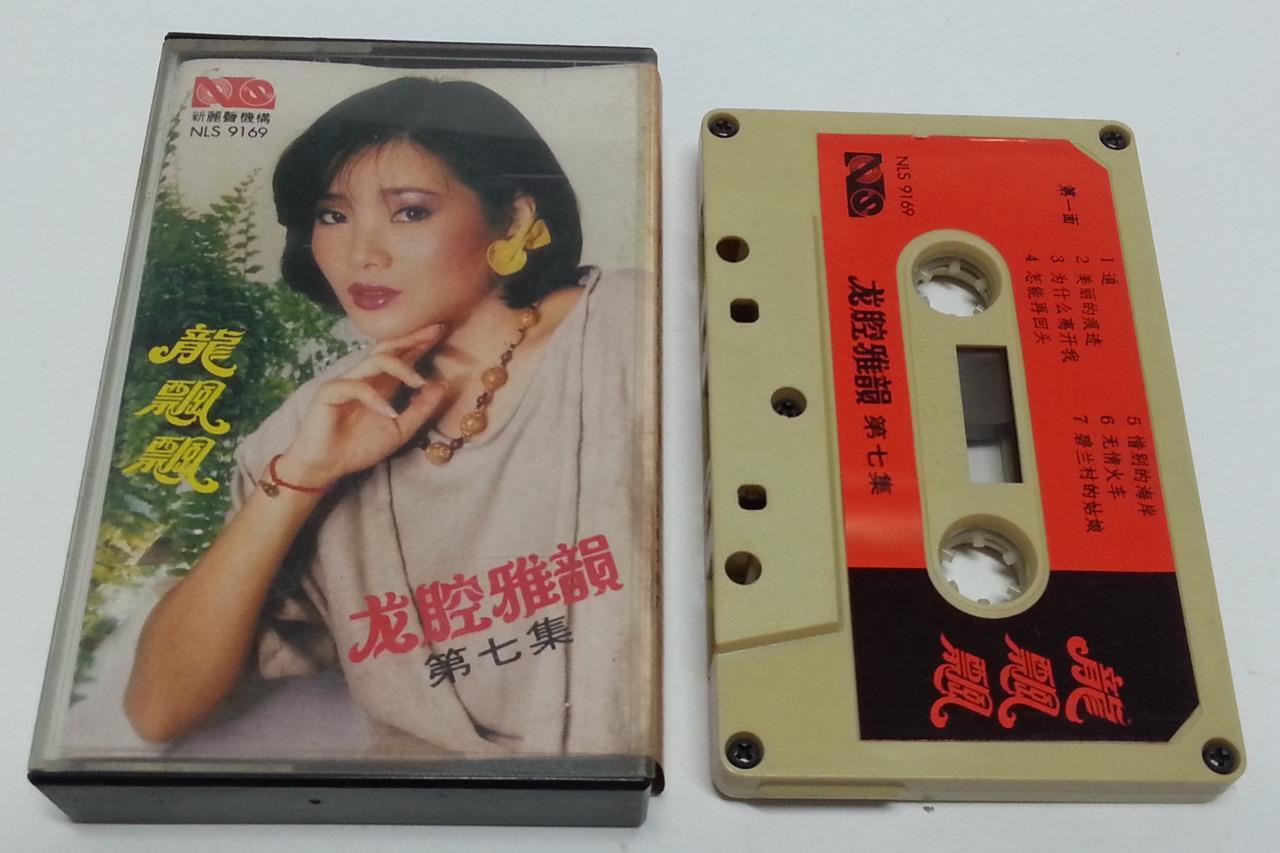 新麗聲機構
NLS 9169
龍
飄
飄
龙腔雅韻
第七集
NLS 9169
龙腔雅韻 第七集
第一面
1 追
2 美丽的痕迹
3 为什么离开我
4 怎能再回头
5 惜别的海岸
6 无情火车
7 碧兰村的姑娘
龍
飄
飄